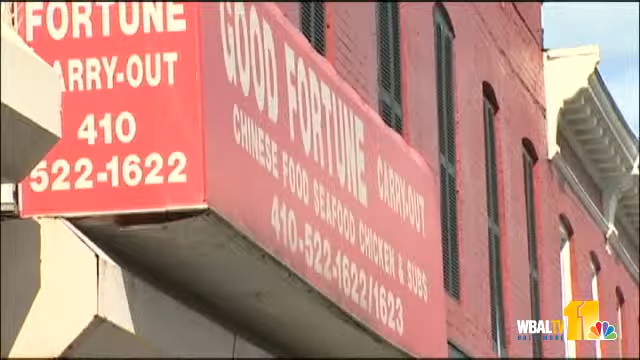 FORTUNE
ARRY-OUT
410
522-1622
GOOD FORTUNE CARRY-OUT
CHINESE FOOD SEAFOOD CHICKEN & SUBS
410-522-1622/1623
WBALTV 11
BALTIMORE